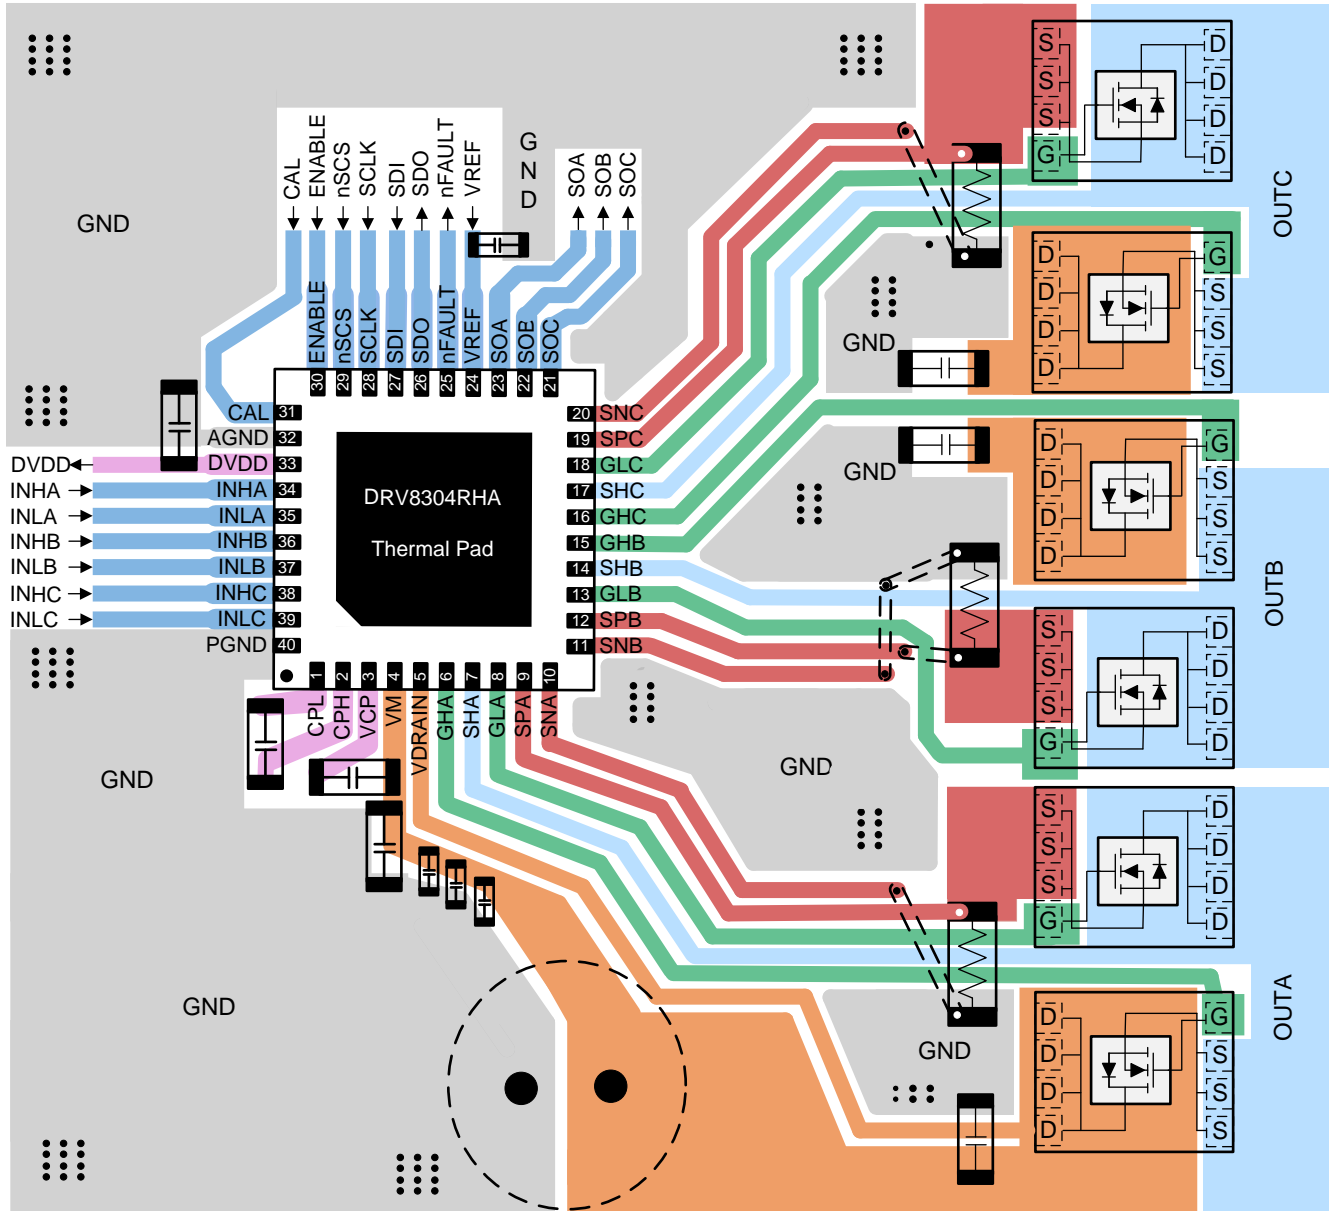 CAL
ENABLE
nSCS
SCLK
SDI
SDO
nFAULT
VREF
G
N
D
SOA
SOB
SOC
GND
ENABLE
nSCS
SCLK
SDI
SDO
nFAULT
VREF
SOA
SOB
SOC
30
29
28
27
26
25
24
23
22
21
CAL 31
AGND 32
DVDD DVDD 33
INHA INHA 34
INLA INLA 35
INHB INHB 36
INLB INLB 37
INHC INHC 38
INLC INLC 39
PGND 40
DRV8304RHA
Thermal Pad
20 SNC
19 SPC
18 GLC
17 SHC
16 GHC
15 GHB
14 SHB
13 GLB
12 SPB
11 SNB
1
2
3
4
5
6
7
8
9
10
CPL
CPH
VCP
VM
VDRAIN
GHA
SHA
GLA
SPA
SNA
GND
GND
GND
GND
GND
GND
S
S
S
G
D
D
D
D
OUTC
D
D
D
D
G
S
S
S
D
D
D
D
G
S
S
S
OUTB
S
S
S
G
D
D
D
D
S
S
S
G
D
D
D
D
OUTA
D
D
D
D
G
S
S
S